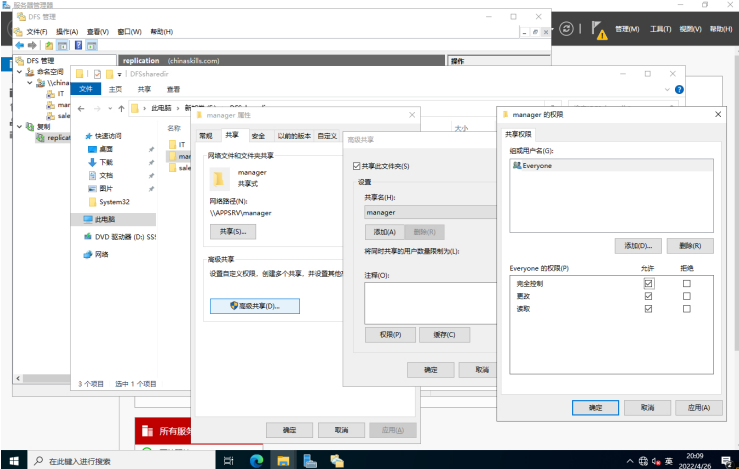 服务器管理器
DFS 管理
文件(F) 操作(A) 查看(V) 窗口(W) 帮助(H)
管理(M) 工具(T) 视图(V) 帮助(H)
DFS 管理
命名空间
\\china
IT
man
sale
复制
replicat
replication (chinaskills.com)
操作
DFSsharedir
文件 主页 共享 查看
此电脑
快速访问
桌面
下载
文档
图片
System32
此电脑
DVD 驱动器 (D:) SSS
网络
名称
大小
IT
mar
sale
3 个项目 选中 1 个项目
manager 属性
常规 共享 安全 以前的版本 自定义
网络文件和文件夹共享
manager
共享式
网络路径(N):
\\APPSRV\manager
共享(S)...
高级共享
设置自定义权限，创建多个共享，并设置其他
高级共享(D)...
确定 取消 应用(A)
高级共享
共享此文件夹(S)
设置
共享名(H):
manager
添加(A) 删除(R)
将同时共享的用户数量限制为(L):
注释(O):
权限(P) 缓存(C)
确定 取消
manager 的权限
共享权限
组或用户名(G):
Everyone
添加(D)... 删除(R)
Everyone 的权限(P) 允许 拒绝
完全控制
更改
读取
确定 取消 应用(A)
所有服务
在此键入进行搜索
英
20:09
2022/4/26